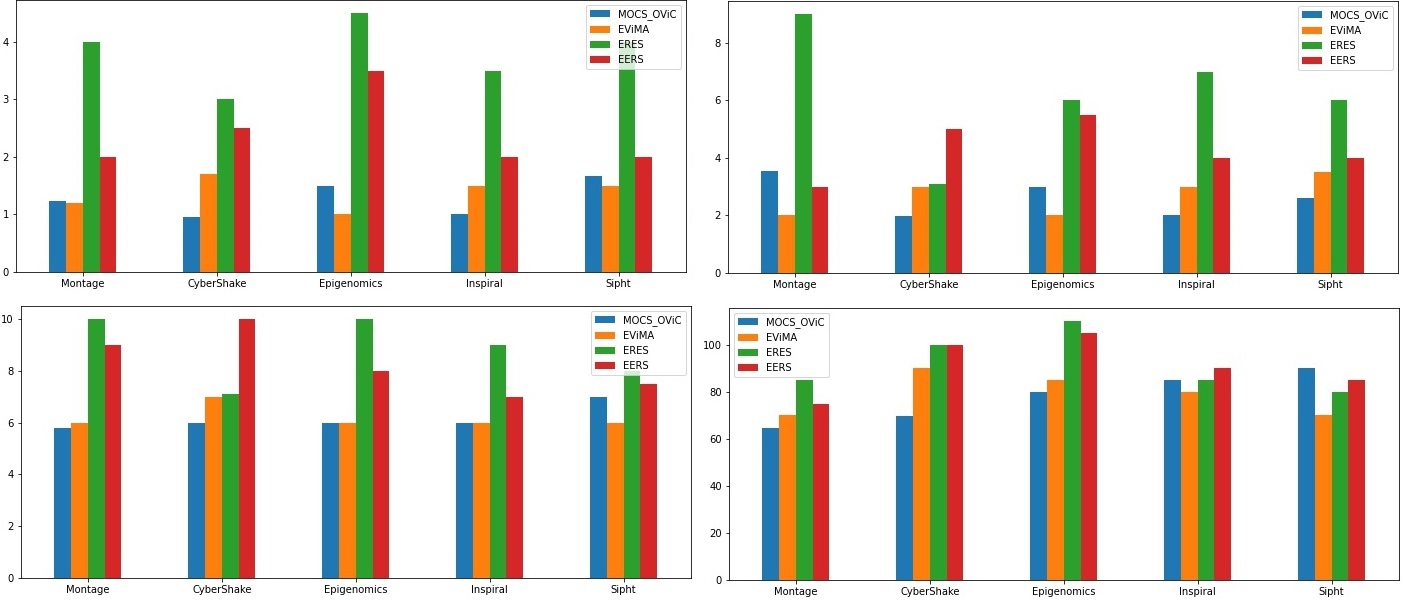 4
3
2
1
0
MOCS_OViC
EViMA
ERES
EERS
Montage CyberShake Epigenomics Inspiral Sipht
8
6
4
2
0
MOCS_OViC
EViMA
ERES
EERS
Montage CyberShake Epigenomics Inspiral Sipht
10
8
6
4
2
0
MOCS_OViC
EViMA
ERES
EERS
Montage CyberShake Epigenomics Inspiral Sipht
100
80
60
40
20
0
MOCS_OViC
EViMA
ERES
EERS
Montage CyberShake Epigenomics Inspiral Sipht